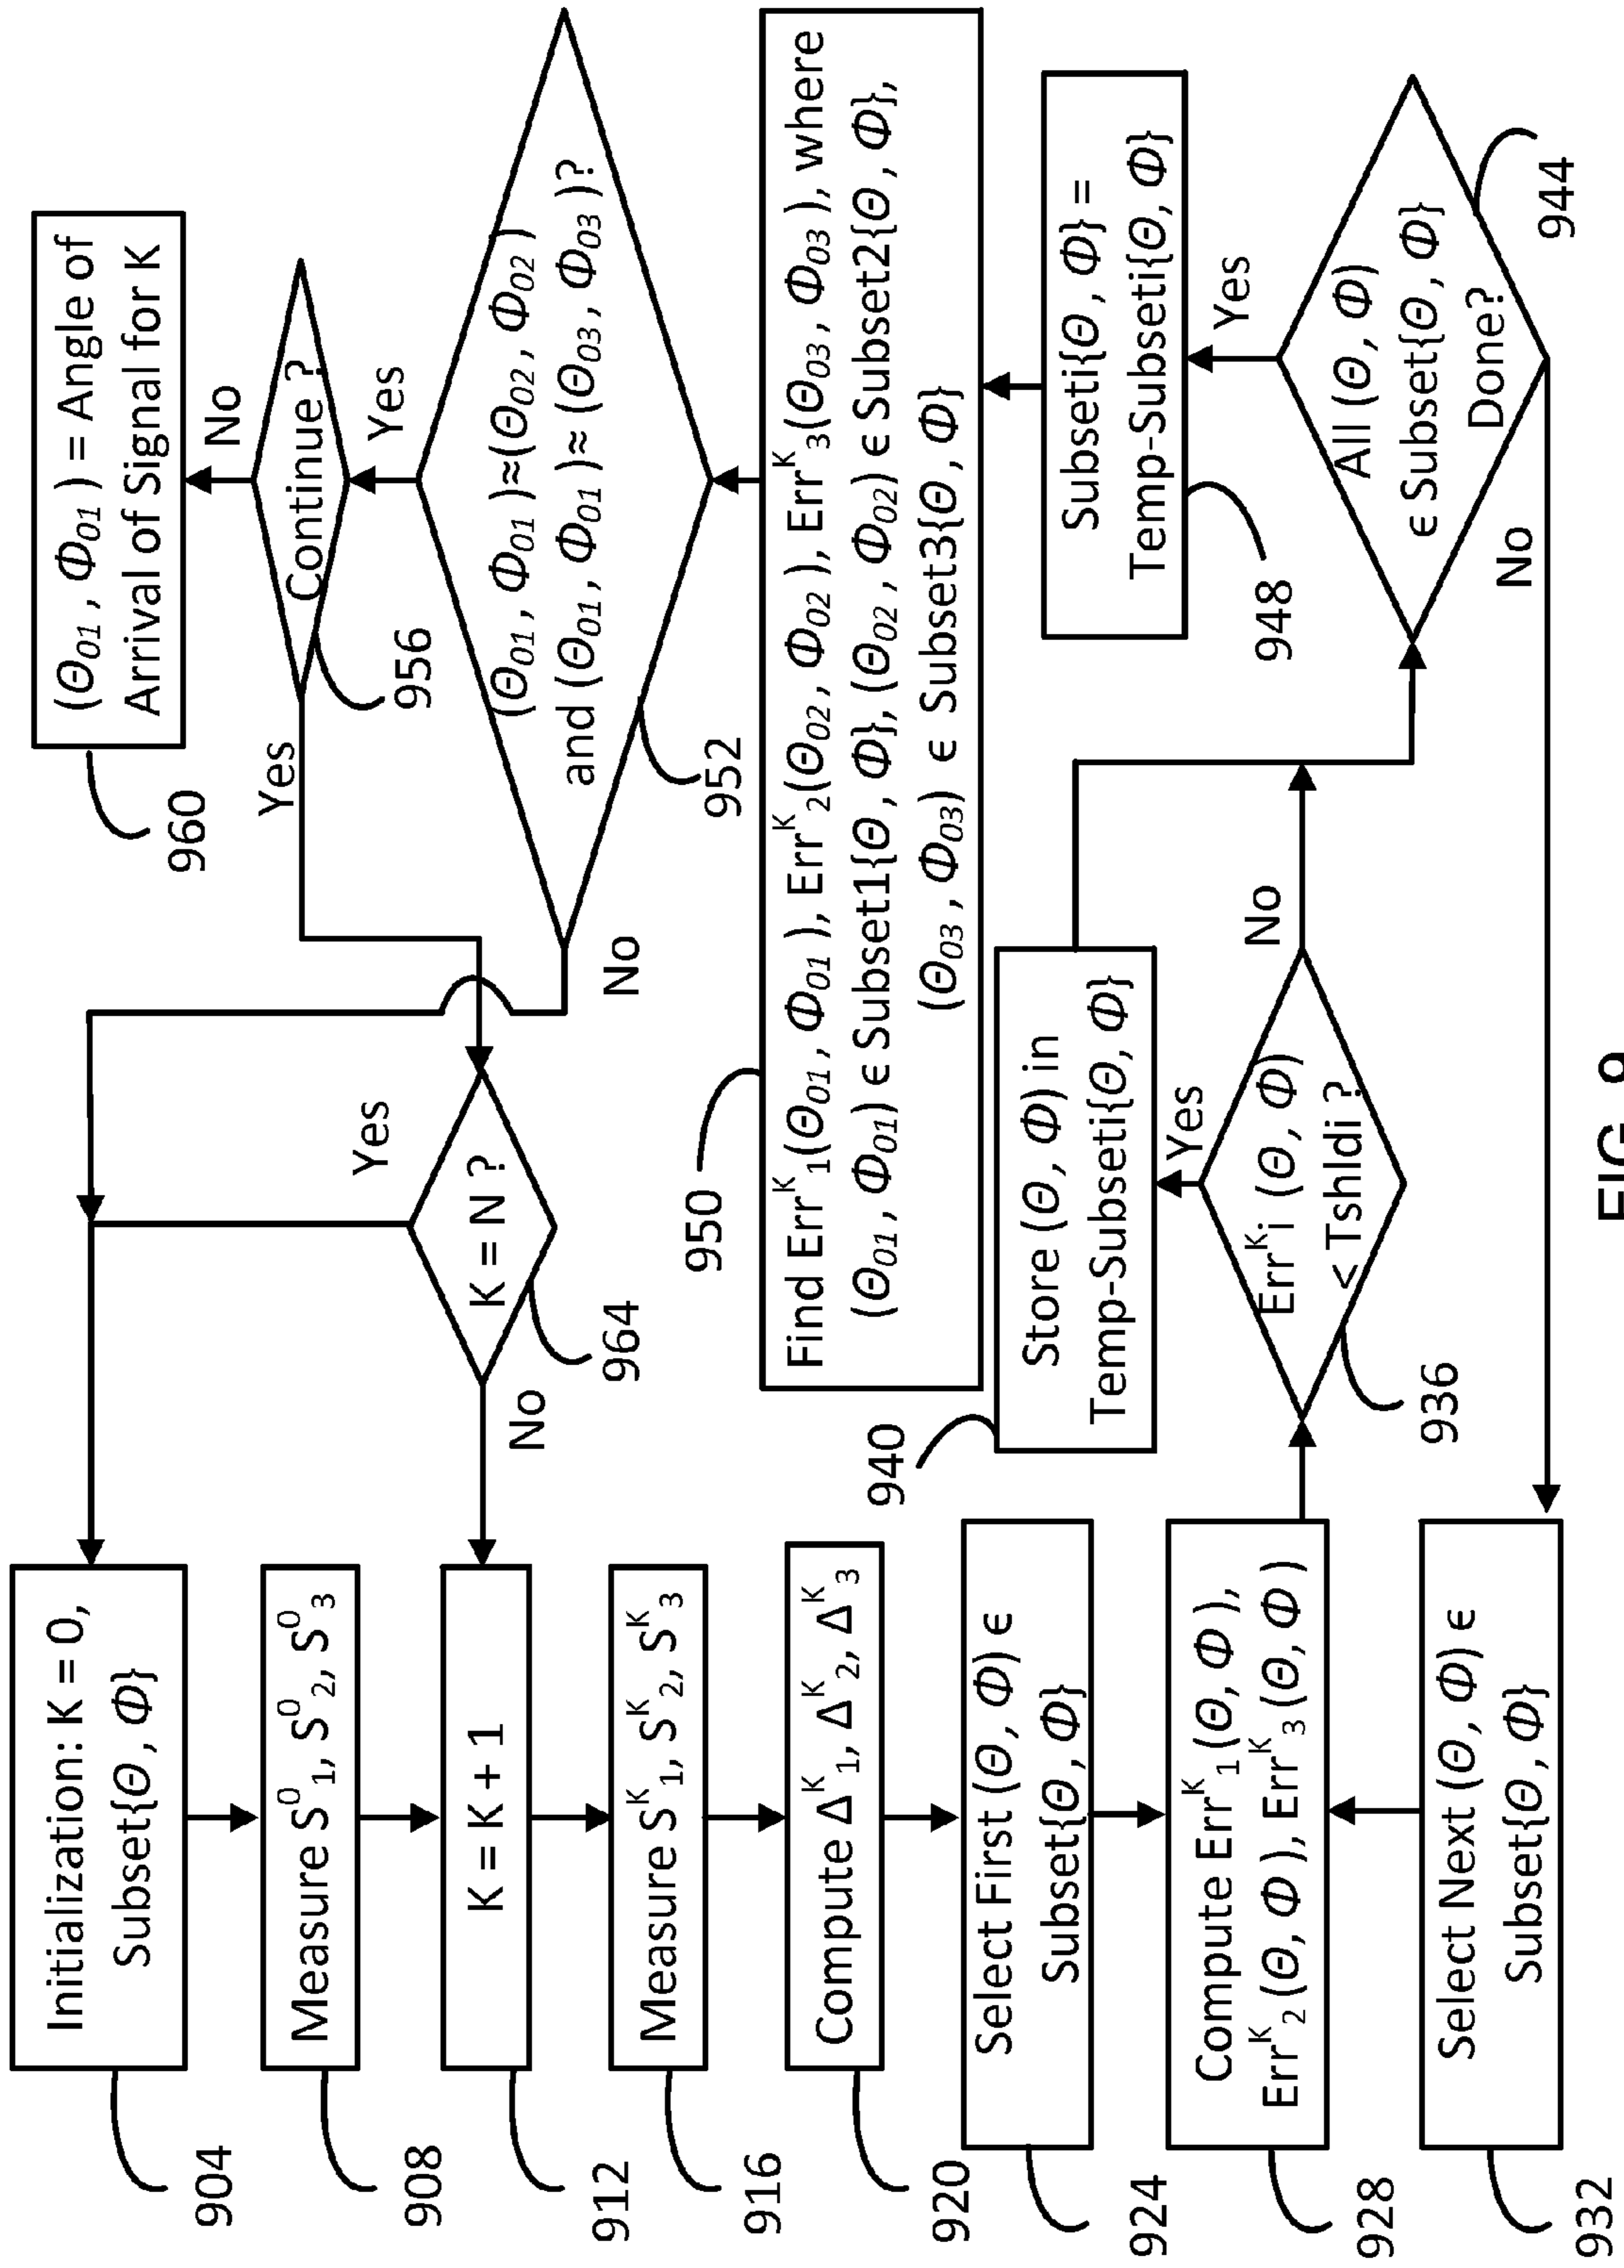 Initialization: K = 0,
Subset{Θ, Φ}
904
Measure S⁰₁, S⁰₂, S⁰₃
908
K = K + 1
912
Measure Sᴷ₁, Sᴷ₂, Sᴷ₃
916
Compute Δᴷ₁, Δᴷ₂, Δᴷ₃
920
Select First (Θ, Φ) ϵ
Subset{Θ, Φ}
924
Compute Errᴷ₁(Θ, Φ),
Errᴷ₂(Θ, Φ), Errᴷ₃(Θ, Φ)
928
Select Next (Θ, Φ) ϵ
Subset{Θ, Φ}
932
Errᴷi (Θ, Φ)
< Tshldi ?
936
Yes
No
Store (Θ, Φ) in
Temp-Subseti{Θ, Φ}
940
All (Θ, Φ)
ϵ Subset{Θ, Φ}
Done?
944
No
Yes
Subseti{Θ, Φ} =
Temp-Subseti{Θ, Φ}
948
Find Errᴷ₁(Θ₀₁, Φ₀₁), Errᴷ₂(Θ₀₂, Φ₀₂), Errᴷ₃(Θ₀₃, Φ₀₃), where
(Θ₀₁, Φ₀₁) ϵ Subset1{Θ, Φ}, (Θ₀₂, Φ₀₂) ϵ Subset2{Θ, Φ},
(Θ₀₃, Φ₀₃) ϵ Subset3{Θ, Φ}
950
(Θ₀₁, Φ₀₁)≈(Θ₀₂, Φ₀₂)
and (Θ₀₁, Φ₀₁)≈ (Θ₀₃, Φ₀₃)?
952
No
Yes
Continue ?
956
Yes
No
(Θ₀₁, Φ₀₁) = Angle of
Arrival of Signal for K
960
K = N ?
964
Yes
No
FIG.